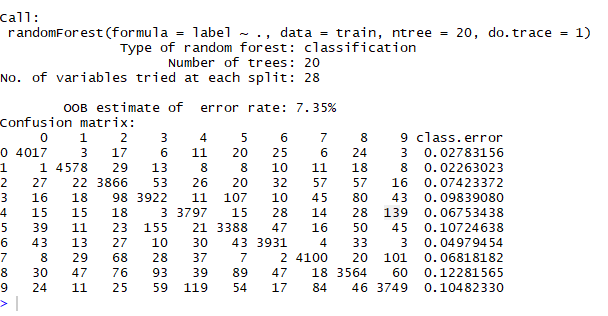 Call:
 randomForest(formula = label ~ ., data = train, ntree = 20, do.trace = 1)
               Type of random forest: classification
                     Number of trees: 20
No. of variables tried at each split: 28
        OOB estimate of  error rate: 7.35%
Confusion matrix:
     0    1    2    3    4    5    6    7    8    9 class.error
0 4017    3   17    6   11   20   25    6   24    3  0.02783156
1    1 4578   29   13    8    8   10   11   18    8  0.02263023
2   27   22 3866   53   26   20   32   57   57   16  0.07423372
3   16   18   98 3922   11  107   10   45   80   43  0.09839080
4   15   15   18    3 3797   15   28   14   28  139  0.06753438
5   39   11   23  155   21 3388   47   16   50   45  0.10724638
6   43   13   27   10   30   43 3931    4   33    3  0.04979454
7    8   29   68   28   37    7    2 4100   20  101  0.06818182
8   30   47   76   93   39   89   47   18 3564   60  0.12281565
9   24   11   25   59  119   54   17   84   46 3749  0.10482330
>